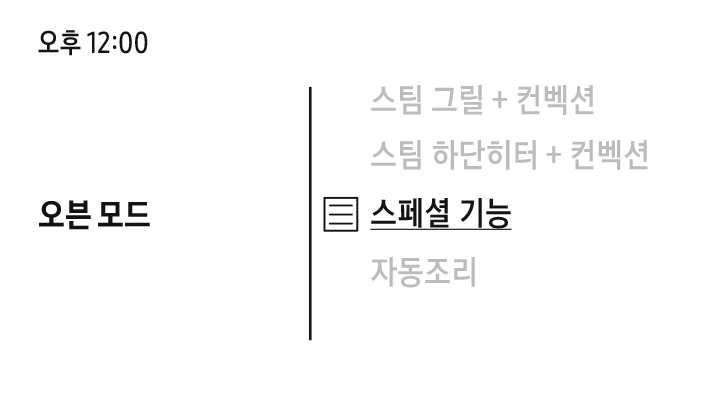 오후 12:00
스팀 그릴 + 컨벡션
스팀 하단히터 + 컨벡션
오븐 모드
스페셜 기능
자동조리